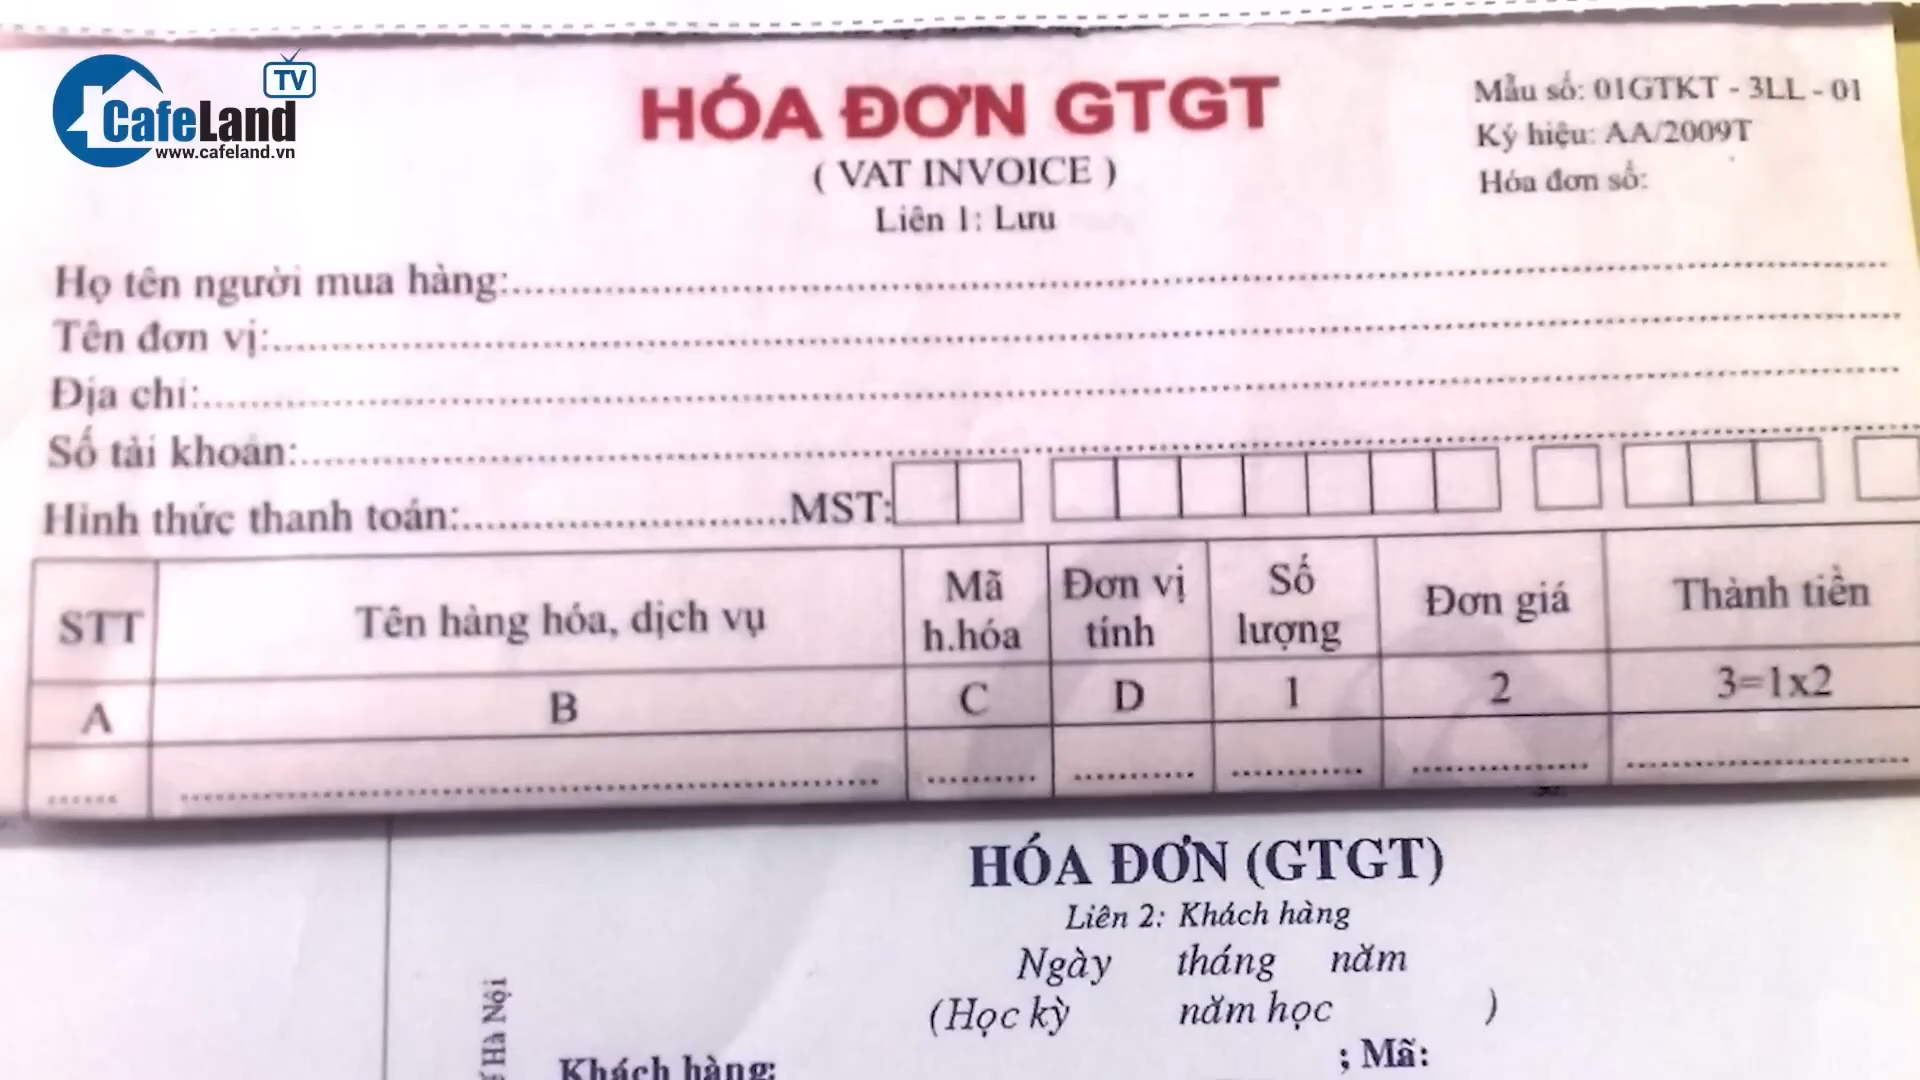 CafeLand TV
www.cafeland.vn
HÓA ĐƠN GTGT
( VAT INVOICE )
Liên 1: Lưu
Mẫu số: 01GTKT - 3LL - 01
Ký hiệu: AA/2009T
Hóa đơn số:
Họ tên người mua hàng:
Tên đơn vị:
Địa chỉ:
Số tài khoản:
Hình thức thanh toán: MST:
STT Tên hàng hóa, dịch vụ Mã h.hóa Đơn vị tính Số lượng Đơn giá Thành tiền
A B C D 1 2 3=1x2
HÓA ĐƠN (GTGT)
Liên 2: Khách hàng
Ngày tháng năm
(Học kỳ năm học )
; Mã:
Khách hàng:
Hà Nội